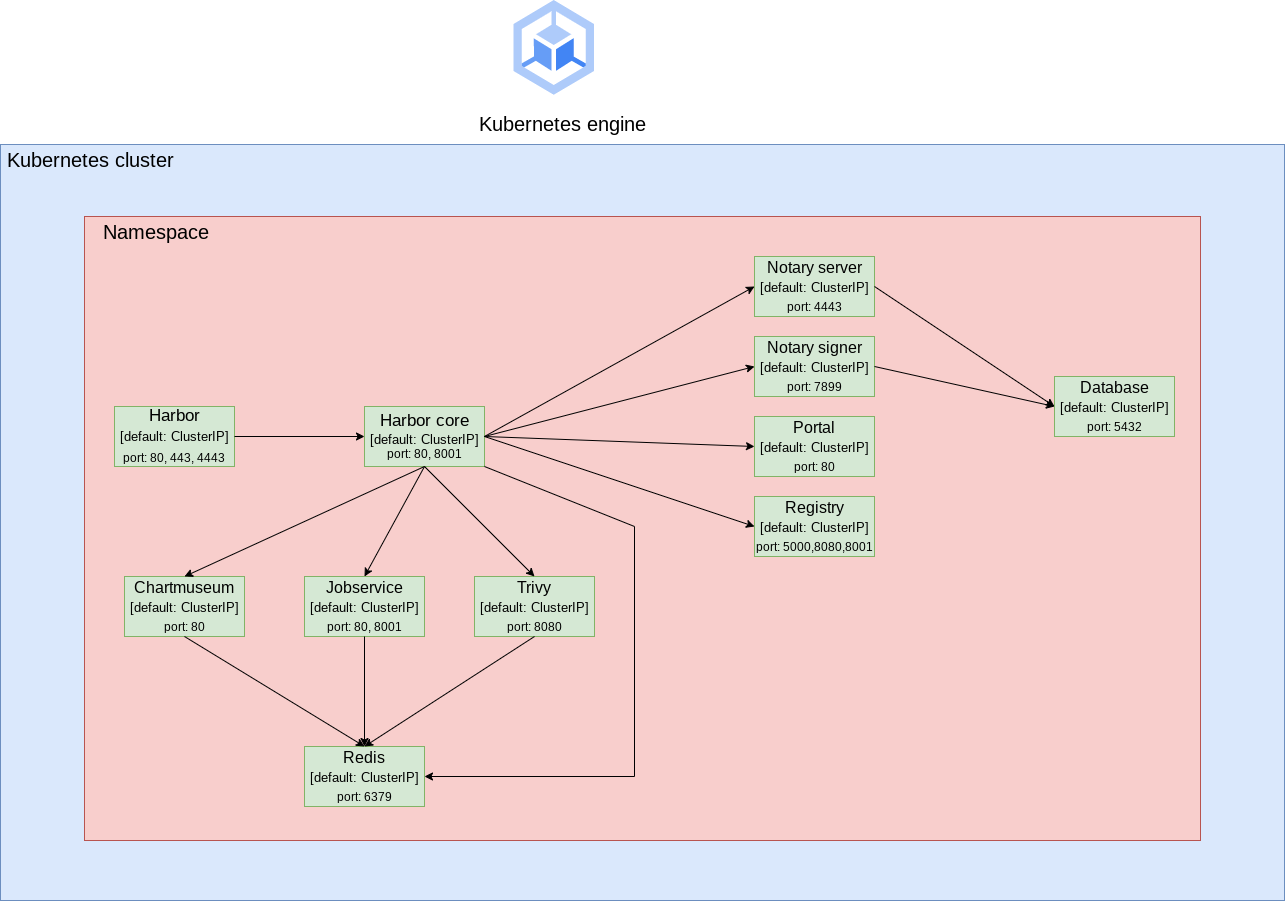 Kubernetes engine
Kubernetes cluster
Namespace
Notary server
[default: ClusterIP]
port: 4443
Notary signer
[default: ClusterIP]
port: 7899
Database
[default: ClusterIP]
port: 5432
Harbor
[default: ClusterIP]
port: 80, 443, 4443
Harbor core
[default: ClusterIP]
port: 80, 8001
Portal
[default: ClusterIP]
port: 80
Registry
[default: ClusterIP]
port: 5000,8080,8001
Chartmuseum
[default: ClusterIP]
port: 80
Jobservice
[default: ClusterIP]
port: 80, 8001
Trivy
[default: ClusterIP]
port: 8080
Redis
[default: ClusterIP]
port: 6379